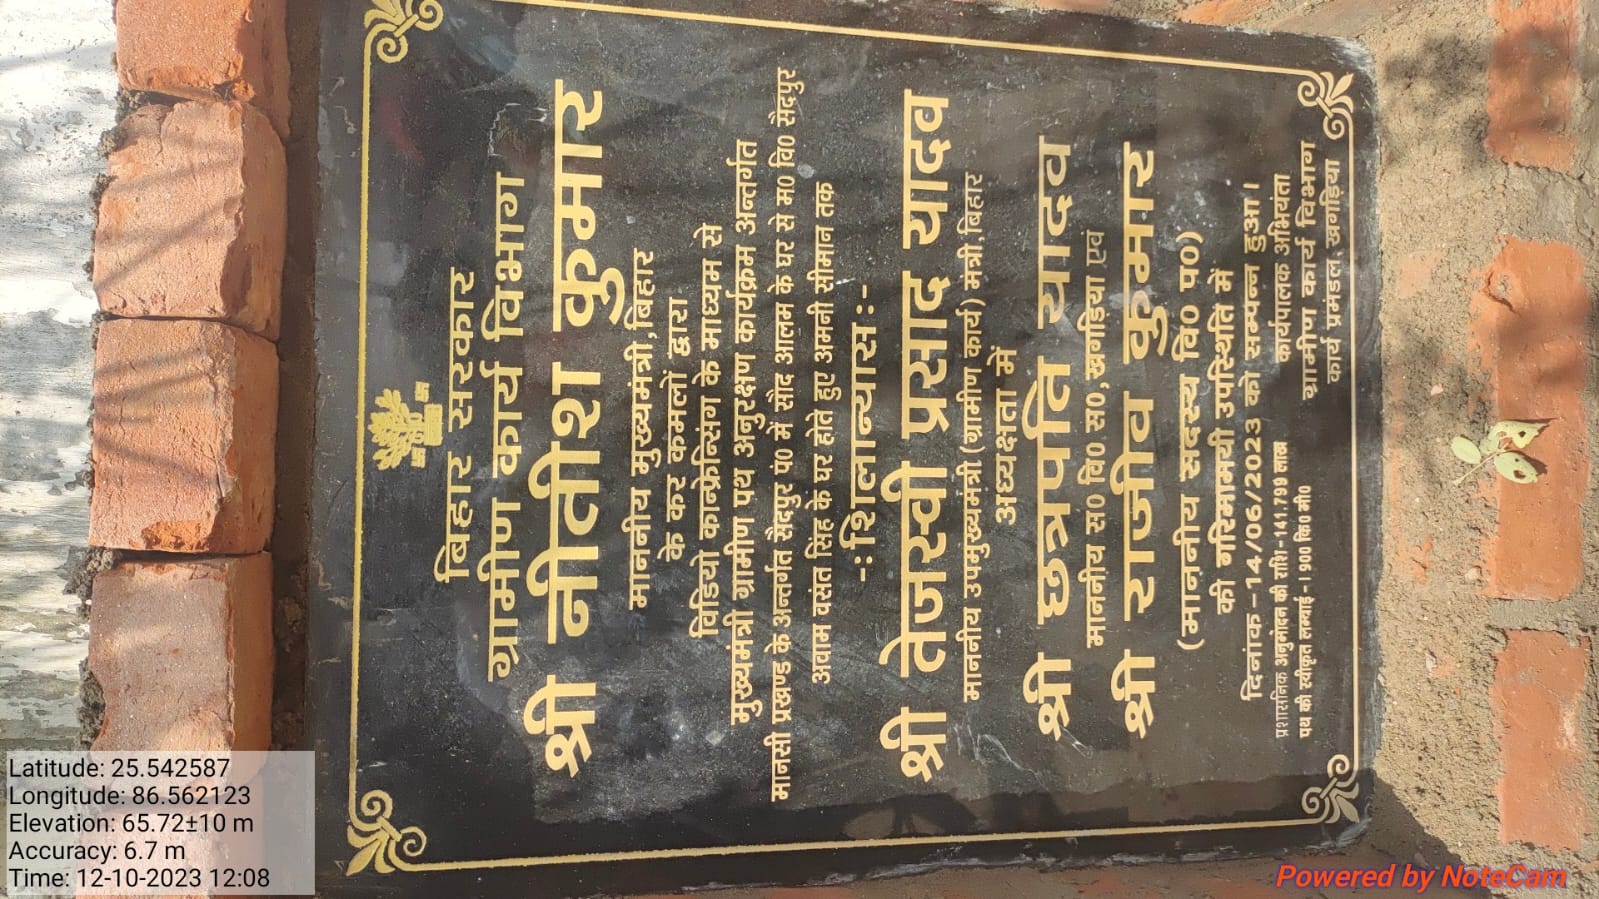 बिहार सरकार
ग्रामीण कार्य विभाग
श्री नीतीश कुमार
माननीय मुख्यमंत्री,बिहार
के कर कमलों द्वारा
विडियो कान्फ्रेन्सिंग के माध्यम से
मुख्यमंत्री ग्रामीण पथ अनुरक्षण कार्यक्रम अन्तर्गत
मानसी प्रखण्ड के अन्तर्गत सैदपुर पं0 में सौद आलम के घर से म0 वि0 सैदपुर
अवाम वसंत सिंह के घर होते हुए अमनी सीमान तक
-:शिलान्यास:-
श्री तेजस्वी प्रसाद यादव
माननीय उपमुख्यमंत्री (ग्रामीण कार्य) मंत्री,बिहार
अध्यक्षता में
श्री छत्रपति यादव
माननीय स0 वि0 स0,खगड़िया एवं
श्री राजीव कुमार
(माननीय सदस्य वि0 प0)
की गरिमामयी उपस्थिति में
दिनांक -14/06/2023 को सम्पन्न हुआ।
प्रशासनिक अनुमोदन की राशि-141.799 लाख
पथ की स्वीकृत लम्बाई-1 900 कि0 मी0
कार्यपालक अभियंता
ग्रामीण कार्य विभाग
कार्य प्रमंडल, खगड़िया
Latitude: 25.542587
Longitude: 86.562123
Elevation: 65.72±10 m
Accuracy: 6.7 m
Time: 12-10-2023 12:08
Powered by NoteCam